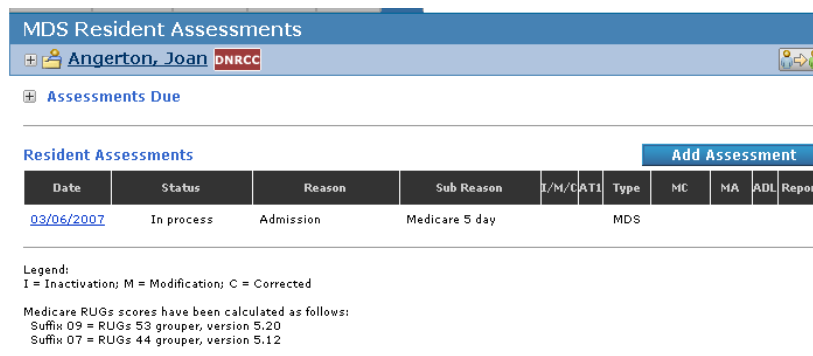 MDS Resident Assessments
Angerton, Joan DNRCC
Assessments Due
Resident Assessments Add Assessment
Date Status Reason Sub Reason I/M/C AT1 Type MC MA ADL Repor
03/06/2007 In process Admission Medicare 5 day MDS
Legend:
I = Inactivation; M = Modification; C = Corrected
Medicare RUGs scores have been calculated as follows:
Suffix 09 = RUGs 53 grouper, version 5.20
Suffix 07 = RUGs 44 grouper, version 5.12